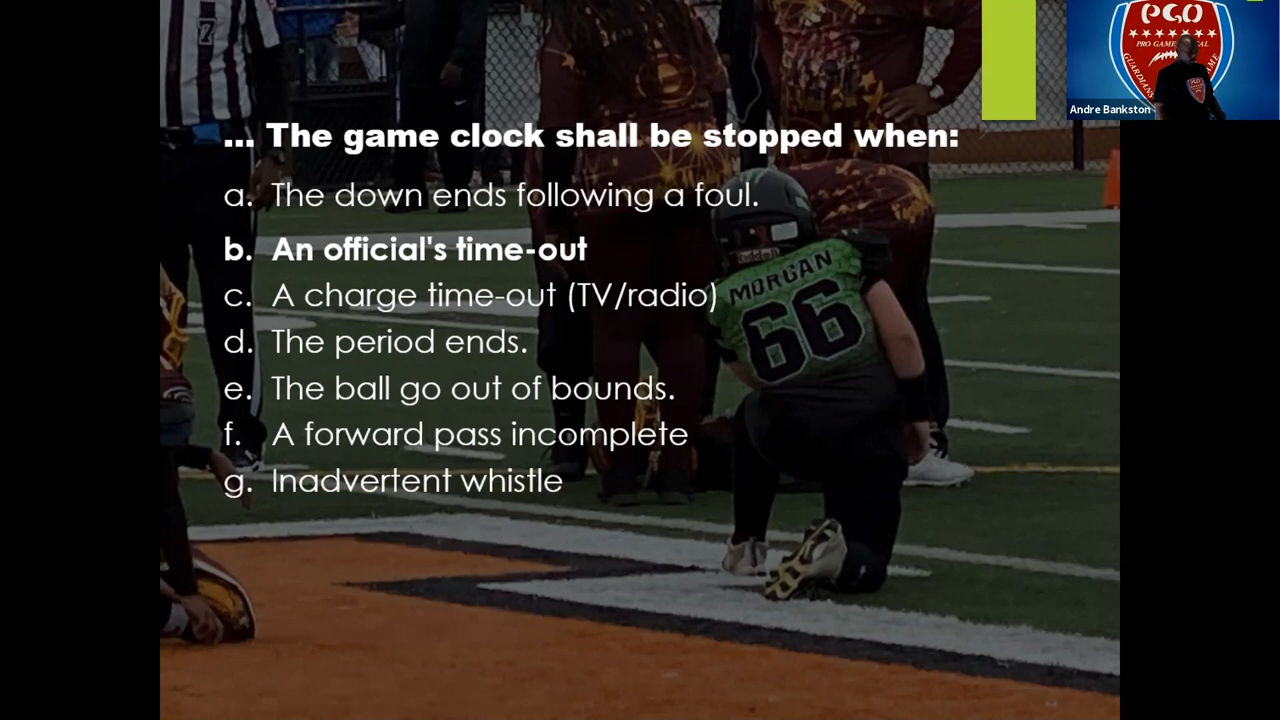 PGO
PRO GAME
GUARDIANS
Andre Bankston
... The game clock shall be stopped when:
a. The down ends following a foul.
b. An official's time-out
c. A charge time-out (TV/radio)
d. The period ends.
e. The ball go out of bounds.
f. A forward pass incomplete
g. Inadvertent whistle
MORGAN
66